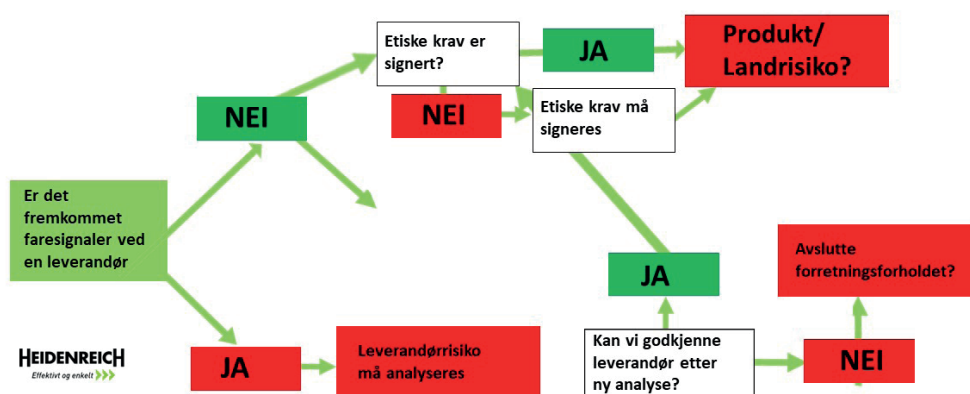 Er det
fremkommet
faresignaler ved
en leverandør
NEI
Etiske krav er
signert?
JA
Produkt/
Landrisiko?
NEI
Etiske krav må
signeres
JA
Leverandørrisiko
må analyseres
Kan vi godkjenne
leverandør etter
ny analyse?
JA
NEI
Avslutte
forretningsforholdet?
HEIDENREICH
Effektivt og enkelt